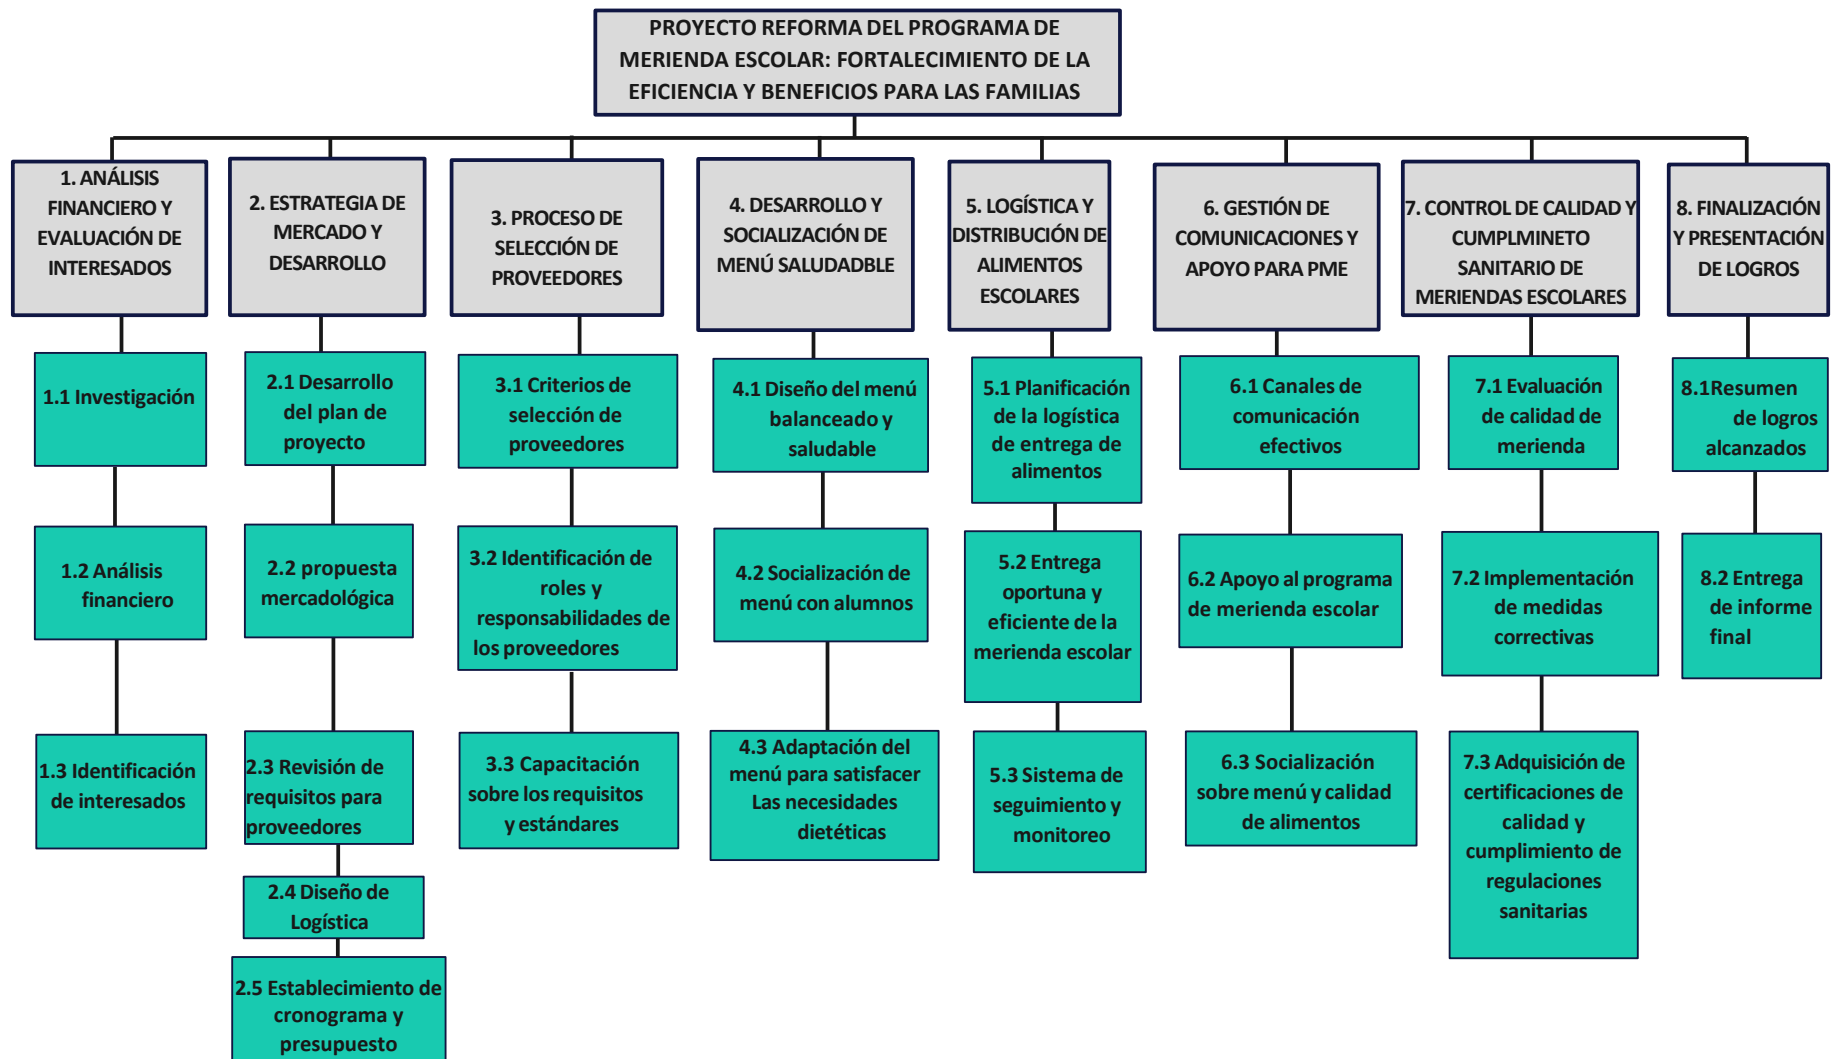 PROYECTO REFORMA DEL PROGRAMA DE
MERIENDA ESCOLAR: FORTALECIMIENTO DE LA
EFICIENCIA Y BENEFICIOS PARA LAS FAMILIAS
1. ANÁLISIS
FINANCIERO Y
EVALUACIÓN DE
INTERESADOS
2. ESTRATEGIA DE
MERCADO Y
DESARROLLO
3. PROCESO DE
SELECCIÓN DE
PROVEEDORES
4. DESARROLLO Y
SOCIALIZACIÓN DE
MENÚ SALUDADBLE
5. LOGÍSTICA Y
DISTRIBUCIÓN DE
ALIMENTOS
ESCOLARES
6. GESTIÓN DE
COMUNICACIONES Y
APOYO PARA PME
7. CONTROL DE CALIDAD Y
CUMPLMINETO
SANITARIO DE
MERIENDAS ESCOLARES
8. FINALIZACIÓN
Y PRESENTACIÓN
DE LOGROS
1.1 Investigación
1.2 Análisis
financiero
1.3 Identificación
de interesados
2.1 Desarrollo
del plan de
proyecto
2.2 propuesta
mercadológica
2.3 Revisión de
requisitos para
proveedores
2.4 Diseño de
Logística
2.5 Establecimiento de
cronograma y
presupuesto
3.1 Criterios de
selección de
proveedores
3.2 Identificación de
roles y
responsabilidades de
los proveedores
3.3 Capacitación
sobre los requisitos
y estándares
4.1 Diseño del menú
balanceado y
saludable
4.2 Socialización de
menú con alumnos
4.3 Adaptación del
menú para satisfacer
Las necesidades
dietéticas
5.1 Planificación
de la logística
de entrega de
alimentos
5.2 Entrega
oportuna y
eficiente de la
merienda escolar
5.3 Sistema de
seguimiento y
monitoreo
6.1 Canales de
comunicación
efectivos
6.2 Apoyo al programa
de merienda escolar
6.3 Socialización
sobre menú y calidad
de alimentos
7.1 Evaluación
de calidad de
merienda
7.2 Implementación
de medidas
correctivas
7.3 Adquisición de
certificaciones de
calidad y
cumplimiento de
regulaciones
sanitarias
8.1Resumen
de logros
alcanzados
8.2 Entrega
de informe
final